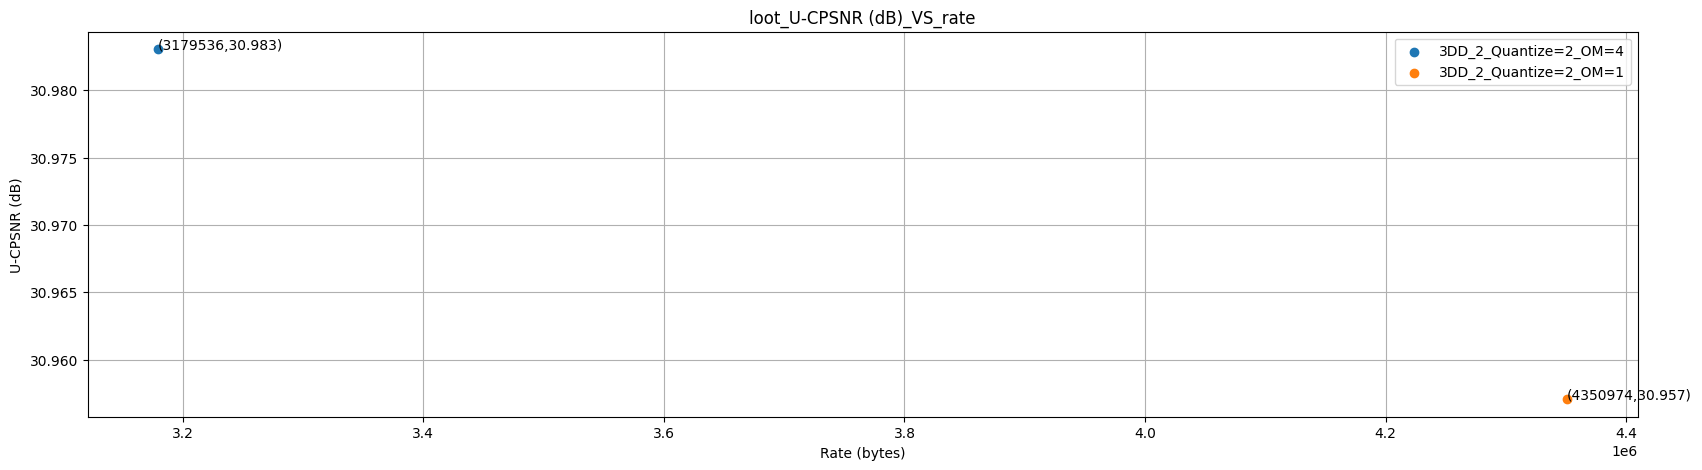 loot_U-CPSNR (dB)_VS_rate
(3179536,30.983)
3DD_2_Quantize=2_OM=4
3DD_2_Quantize=2_OM=1
30.980
30.975
30.970
30.965
30.960
U-CPSNR (dB)
(4350974,30.957)
3.2
3.4
3.6
3.8
4.0
4.2
4.4
1e6
Rate (bytes)